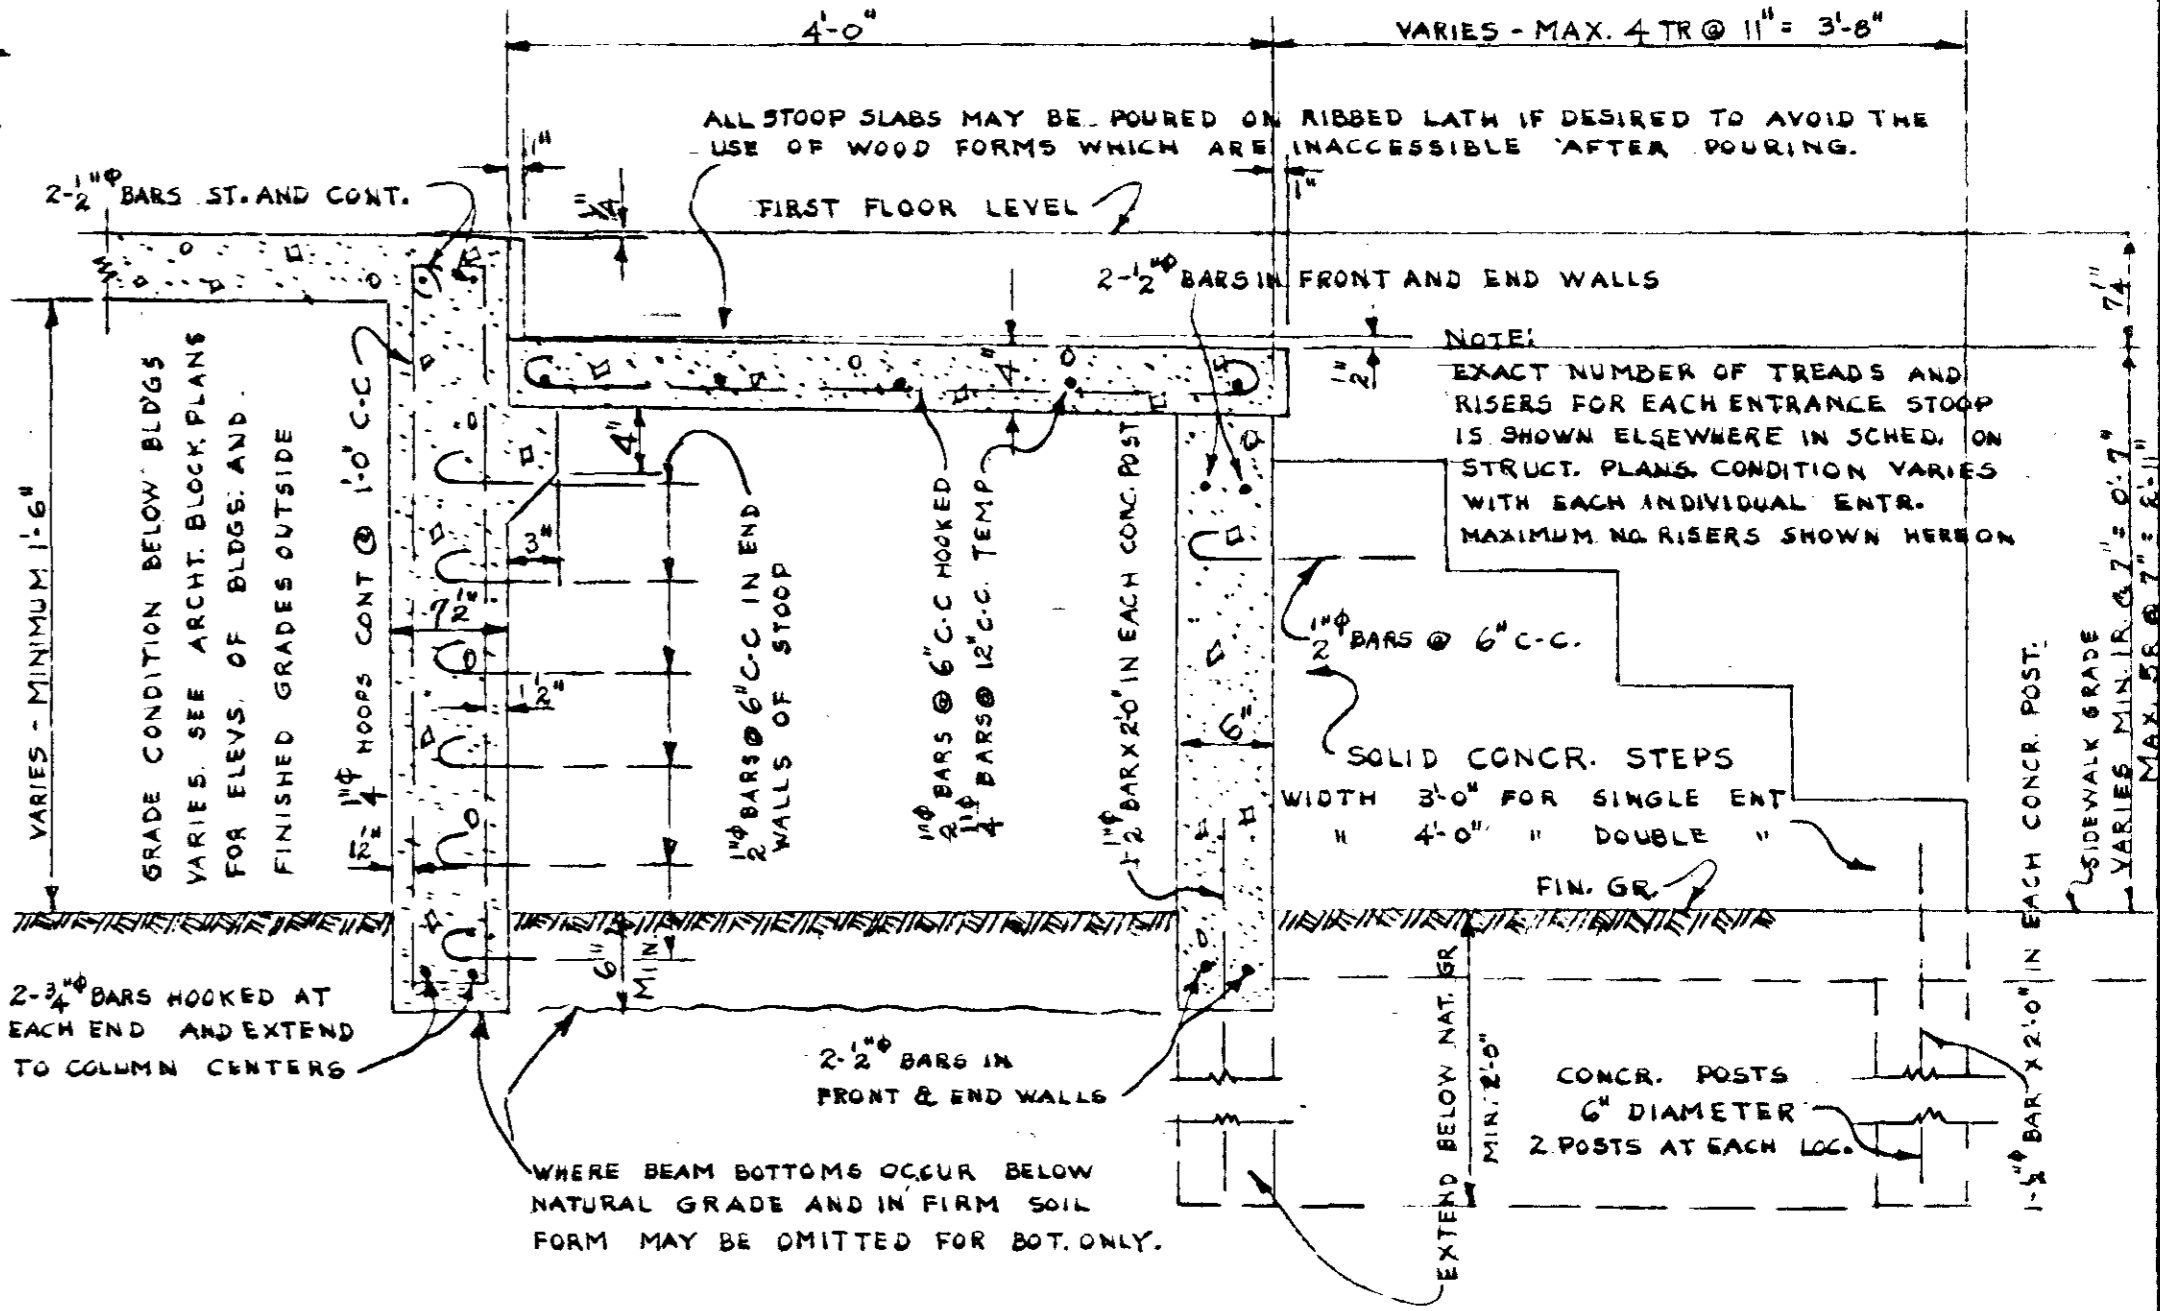 4'-0"
VARIES - MAX. 4 TR @ 11" = 3'-8"
ALL STOOP SLABS MAY BE POURED ON RIBBED LATH IF DESIRED TO AVOID THE
USE OF WOOD FORMS WHICH ARE INACCESSIBLE AFTER POURING.
1"
1"
2-1/2"ϕ BARS ST. AND CONT.
FIRST FLOOR LEVEL
2-1/2"ϕ BARS IN FRONT AND END WALLS
7 1/4"
1/2"
4"
NOTE:
EXACT NUMBER OF TREADS AND
RISERS FOR EACH ENTRANCE STOOP
IS SHOWN ELSEWHERE IN SCHED. ON
STRUCT. PLANS. CONDITION VARIES
WITH EACH INDIVIDUAL ENTR.
MAXIMUM NO. RISERS SHOWN HEREON
VARIES - MINIMUM 1'-6"
GRADE CONDITION BELOW BLD'GS
VARIES. SEE ARCHT. BLOCK PLANS
FOR ELEVS. OF BLDGS. AND
FINISHED GRADES OUTSIDE
1/4"ϕ HOOPS CONT @ 1'-0" C-C
4"
3"
7 1/2"
1 1/2"
1 1/2"
1/2"ϕ BARS @ 6" C-C IN END
WALLS OF STOOP
1/2"ϕ BARS @ 6" C-C HOOKED
1/4"ϕ BARS @ 12" C-C. TEMP
1-1/2"ϕ BAR X 2'-0" IN EACH CONC. POST
6"
1/2"ϕ BARS @ 6" C-C.
SOLID CONCR. STEPS
WIDTH 3'-0" FOR SINGLE ENT
" 4'-0" " DOUBLE "
FIN. GR.
SIDEWALK GRADE
VARIES MIN. 1R @ 7" = 0'-7"
MAX. 5R @ 7" = 2'-11"
6"
MIN.
2-3/4"ϕ BARS HOOKED AT
EACH END AND EXTEND
TO COLUMN CENTERS
2-1/2"ϕ BARS IN
FRONT & END WALLS
EXTEND BELOW NAT. GR
MIN. 2'-0"
CONCR. POSTS
6" DIAMETER
2 POSTS AT EACH LOC.
1-1/2"ϕ BAR X 2'-0" IN EACH CONCR. POST.
WHERE BEAM BOTTOMS OCCUR BELOW
NATURAL GRADE AND IN FIRM SOIL
FORM MAY BE OMITTED FOR BOT. ONLY.